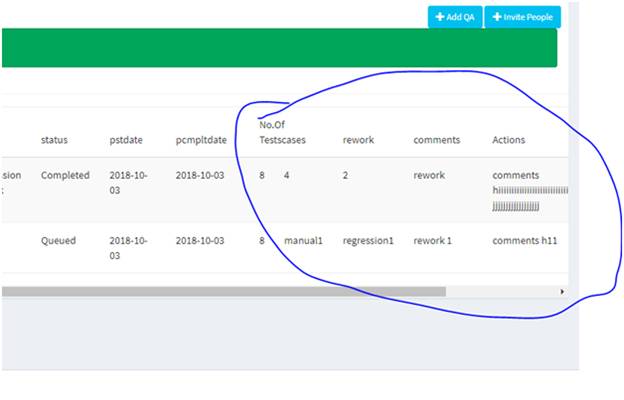 Add QA Invite People
No.Of
status pstdate pcmpltdate Testscases rework comments Actions
sion Completed 2018-10- 2018-10-03 8 4 2 rework comments
03
Queued 2018-10- 2018-10-03 8 manual1 regression1 rework 1 comments h11
03